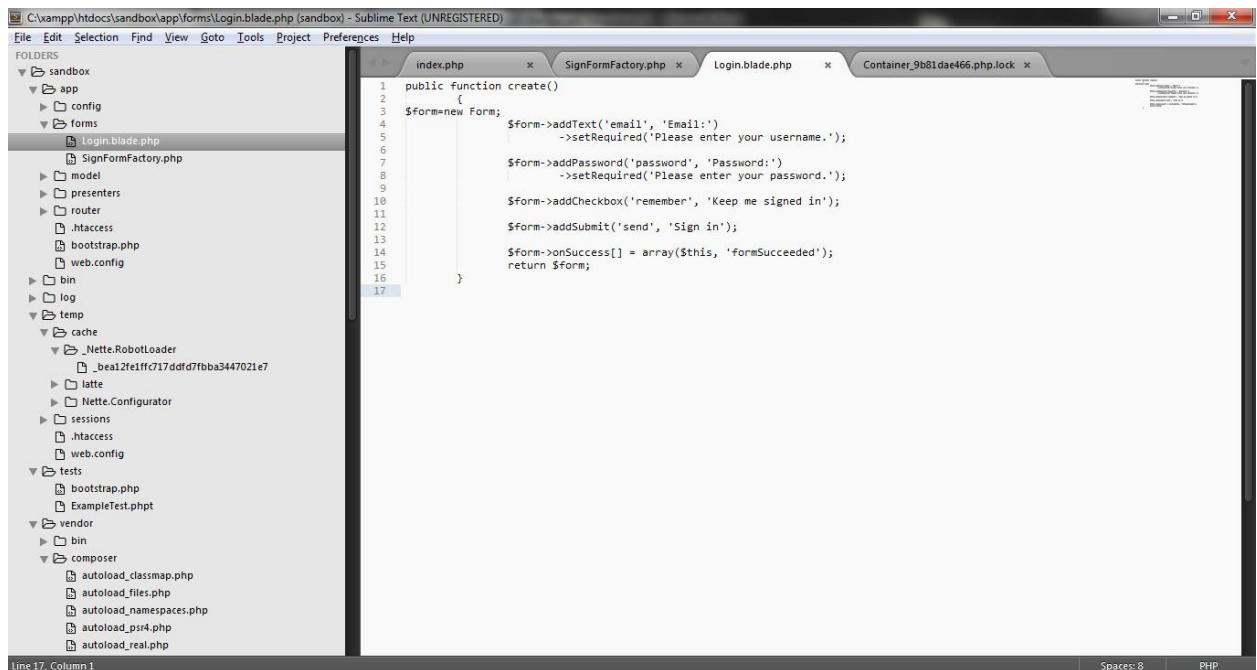 C:\xampp\htdocs\sandbox\app\forms\Login.blade.php (sandbox) - Sublime Text (UNREGISTERED)
File Edit Selection Find View Goto Tools Project Preferences Help
FOLDERS
sandbox
app
config
forms
Login.blade.php
SignFormFactory.php
model
presenters
router
.htaccess
bootstrap.php
web.config
bin
log
temp
cache
_Nette.RobotLoader
_bea12fe1ffc717ddfd7fbba3447021e7
latte
Nette.Configurator
sessions
.htaccess
web.config
tests
bootstrap.php
ExampleTest.phpt
vendor
bin
composer
autoload_classmap.php
autoload_files.php
autoload_namespaces.php
autoload_psr4.php
autoload_real.php
index.php × SignFormFactory.php × Login.blade.php × Container_9b81dae466.php.lock ×
1 public function create()
2 {
3 $form=new Form;
4 $form->addText('email', 'Email:')
5 ->setRequired('Please enter your username.');
6
7 $form->addPassword('password', 'Password:')
8 ->setRequired('Please enter your password.');
9
10 $form->addCheckbox('remember', 'Keep me signed in');
11
12 $form->addSubmit('send', 'Sign in');
13
14 $form->onSuccess[] = array($this, 'formSucceeded');
15 return $form;
16 }
17
Line 17, Column 1 Spaces: 8 PHP